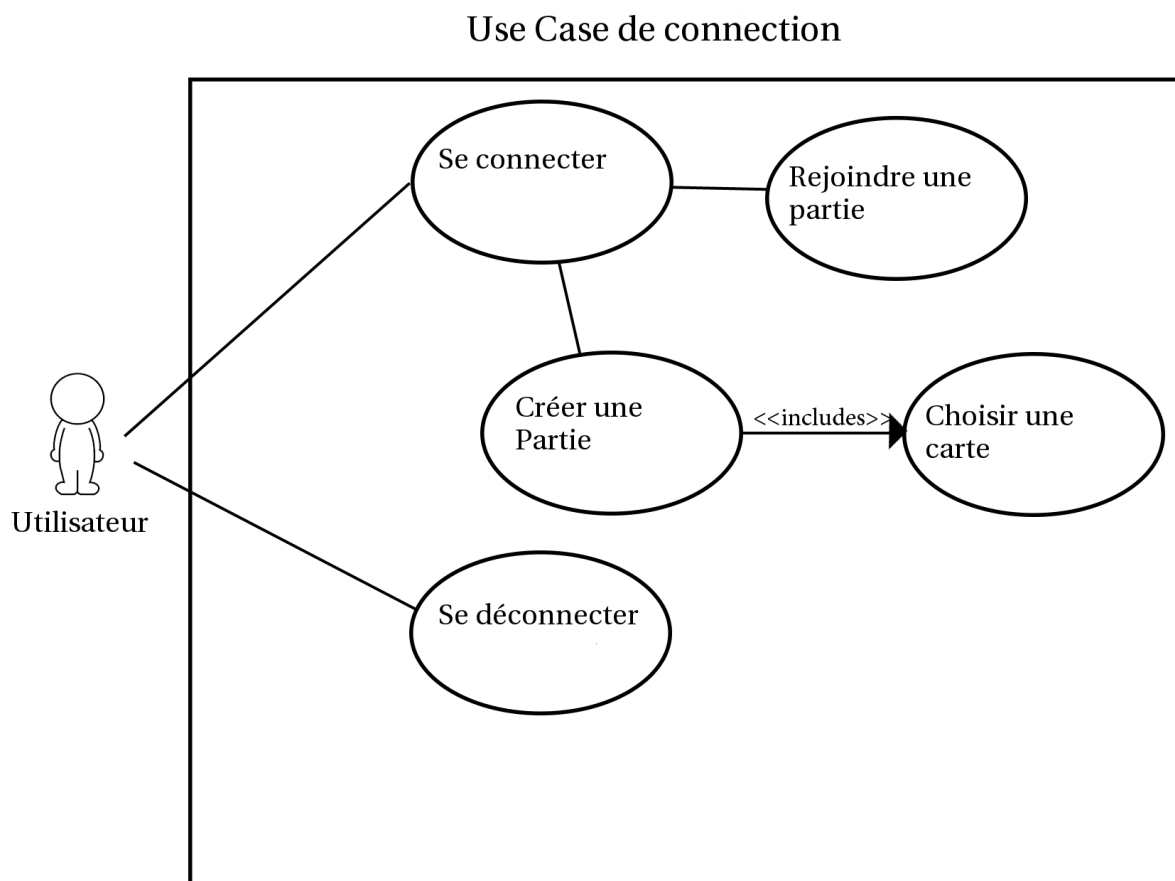 Use Case de connection
Se connecter
Rejoindre une
partie
Créer une
Partie
<<includes>>
Choisir une
carte
Utilisateur
Se déconnecter